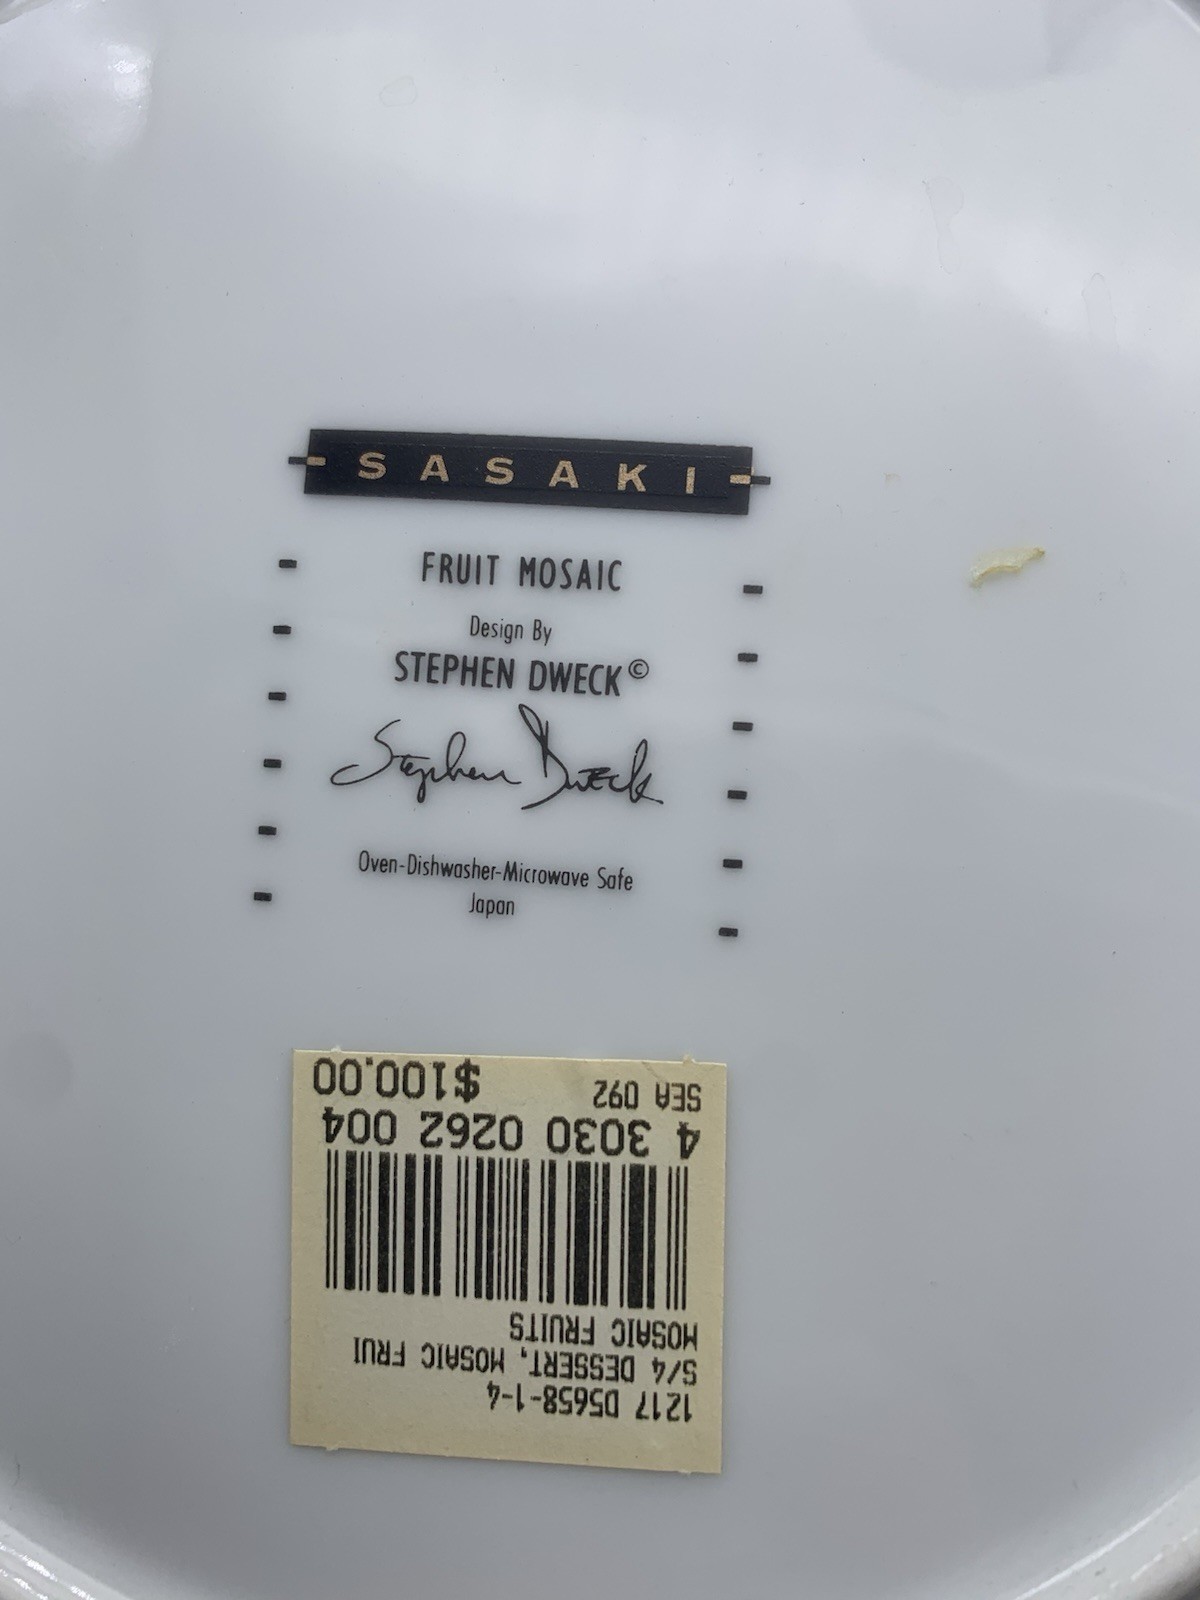 SASAKI
FRUIT MOSAIC
Design By
STEPHEN DWECK©
Stephen Dweck
Oven-Dishwasher-Microwave Safe
Japan
1217 D5658-1-4
S/4 DESSERT, MOSAIC FRUI
MOSAIC FRUITS
4 3030 0262 004
SEA 092 $100.00